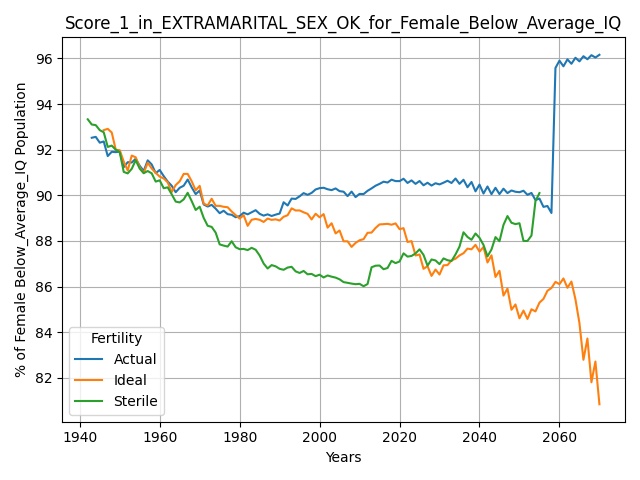 Score_1_in_EXTRAMARITAL_SEX_OK_for_Female_Below_Average_IQ
% of Female Below_Average_IQ Population
96
94
92
90
88
86
84
82
Fertility
Actual
Ideal
Sterile
1940 1960 1980 2000 2020 2040 2060
Years